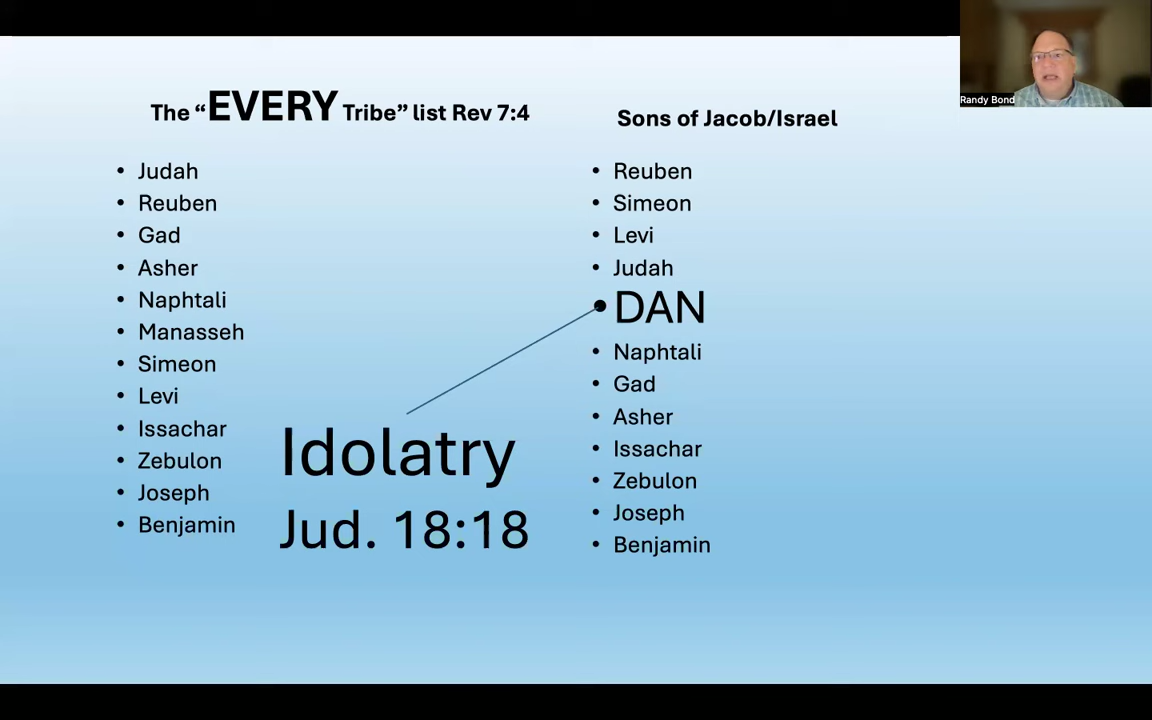 Randy Bond
The “EVERY Tribe” list Rev 7:4
• Judah
• Reuben
• Gad
• Asher
• Naphtali
• Manasseh
• Simeon
• Levi
• Issachar
• Zebulon
• Joseph
• Benjamin
Idolatry
Jud. 18:18
Sons of Jacob/Israel
• Reuben
• Simeon
• Levi
• Judah
• DAN
• Naphtali
• Gad
• Asher
• Issachar
• Zebulon
• Joseph
• Benjamin